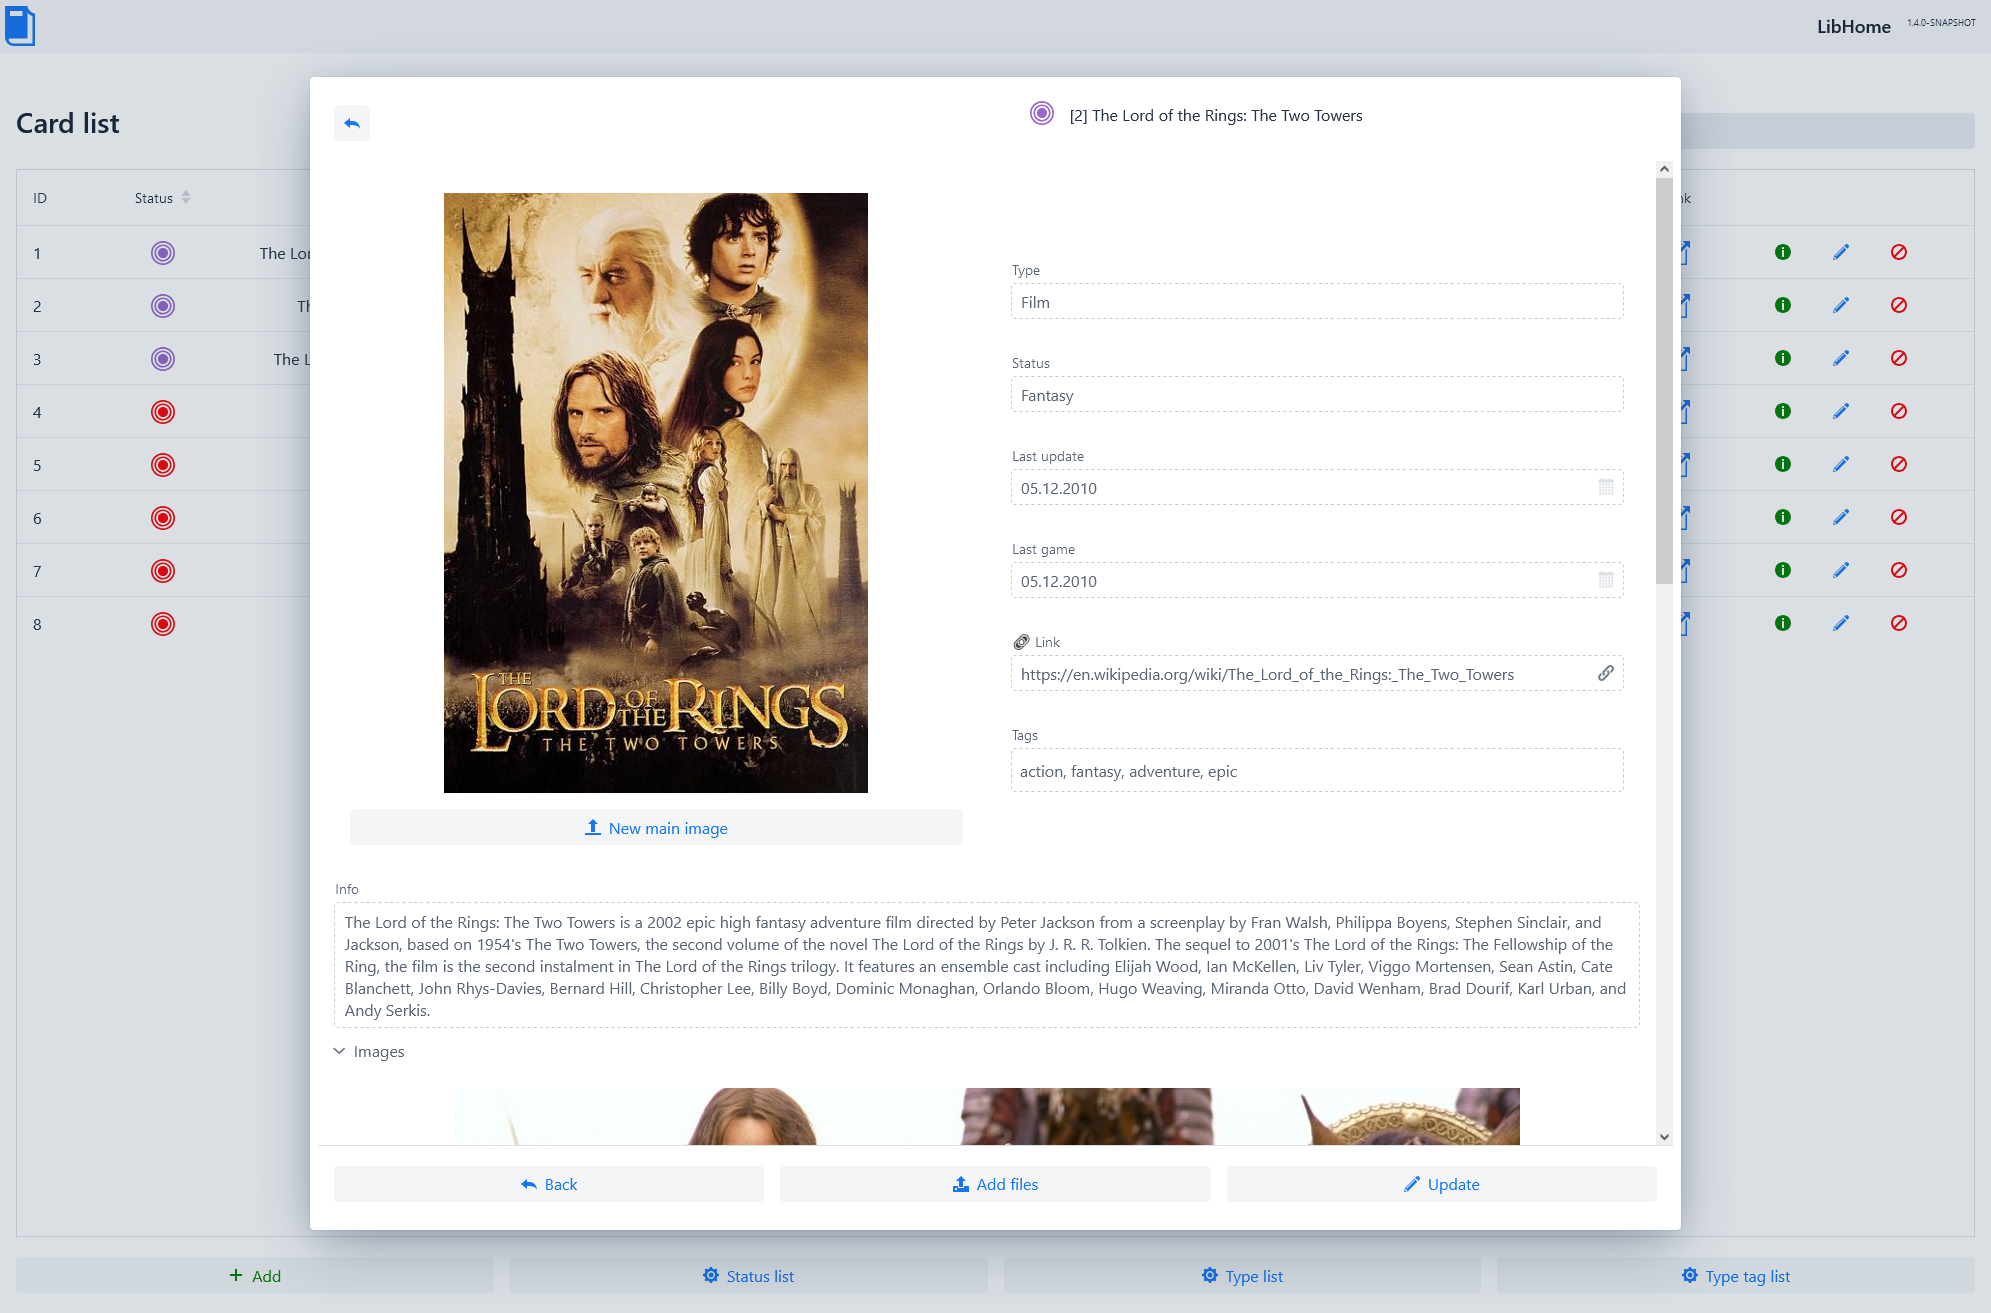 LibHome 1.4.0-SNAPSHOT
Card list
[2] The Lord of the Rings: The Two Towers
ID Status
nk
1 The Lor
2 Th
3 The L
4
5
6
7
8
THE
LORD OF THE RINGS
THE TWO TOWERS
™
New main image
Type
Film
Status
Fantasy
Last update
05.12.2010
Last game
05.12.2010
Link
https://en.wikipedia.org/wiki/The_Lord_of_the_Rings:_The_Two_Towers
Tags
action, fantasy, adventure, epic
Info
The Lord of the Rings: The Two Towers is a 2002 epic high fantasy adventure film directed by Peter Jackson from a screenplay by Fran Walsh, Philippa Boyens, Stephen Sinclair, and
Jackson, based on 1954's The Two Towers, the second volume of the novel The Lord of the Rings by J. R. R. Tolkien. The sequel to 2001's The Lord of the Rings: The Fellowship of the
Ring, the film is the second instalment in The Lord of the Rings trilogy. It features an ensemble cast including Elijah Wood, Ian McKellen, Liv Tyler, Viggo Mortensen, Sean Astin, Cate
Blanchett, John Rhys-Davies, Bernard Hill, Christopher Lee, Billy Boyd, Dominic Monaghan, Orlando Bloom, Hugo Weaving, Miranda Otto, David Wenham, Brad Dourif, Karl Urban, and
Andy Serkis.
Images
Back Add files Update
Add Status list Type list Type tag list